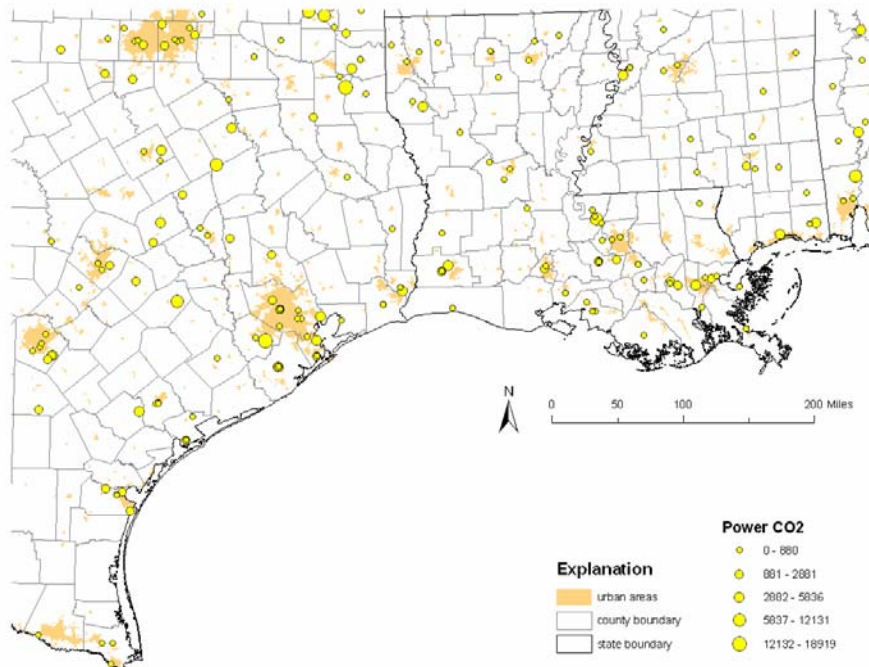 N
0 50 100 200 Miles
Power CO2
0 - 880
881 - 2881
2882 - 5836
5837 - 12131
12132 - 18919
Explanation
urban areas
county boundary
state boundary